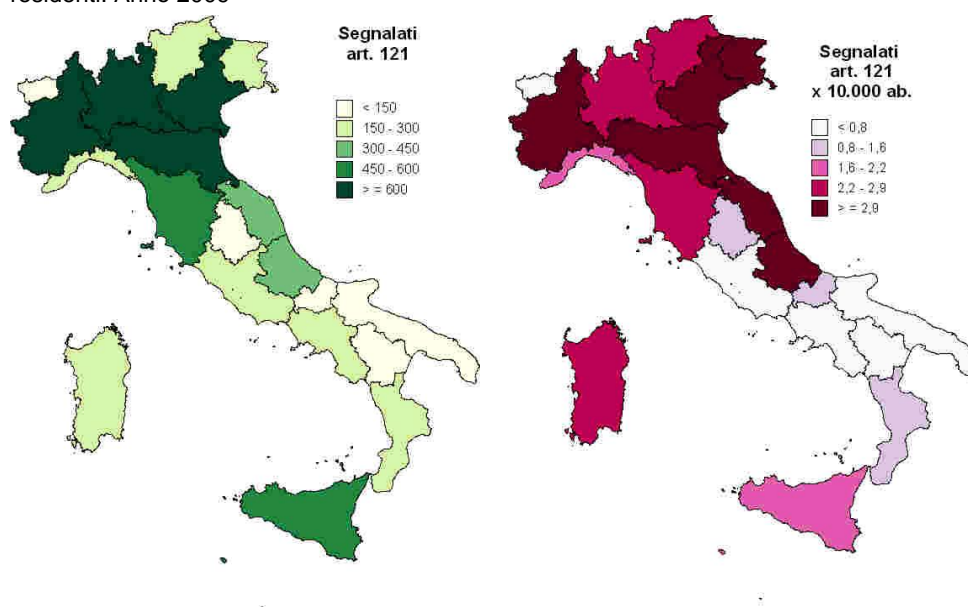 Segnalati
art. 121
< 150
150 - 300
300 - 450
450 - 600
> = 600
Segnalati
art. 121
x 10.000 ab.
< 0,8
0,8 - 1,6
1,6 - 2,2
2,2 - 2,9
> = 2,9